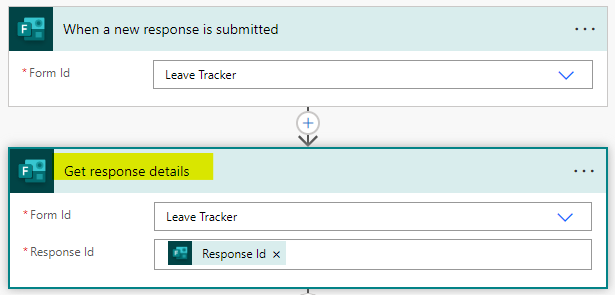 When a new response is submitted
* Form Id
Leave Tracker
Get response details
* Form Id
Leave Tracker
* Response Id
Response Id ×